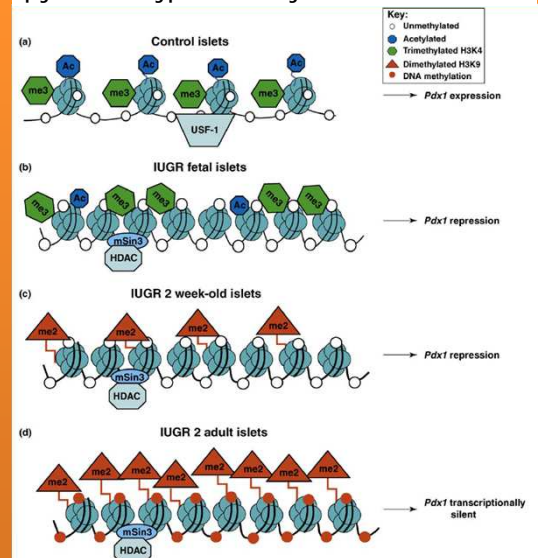 Key:
Unmethylated
Acetylated
Trimethylated H3K4
Dimethylated H3K9
DNA methylation
(a)
Control islets
Ac
Ac
Ac
Ac
me3
me3
me3
me3
USF-1
Pdx1 expression
(b)
IUGR fetal islets
me3
Ac
me3
me3
Ac
me3
me3
mSin3
HDAC
Pdx1 repression
(c)
IUGR 2 week-old islets
me2
me2
me2
me2
mSin3
HDAC
Pdx1 repression
(d)
IUGR 2 adult islets
me2
me2
me2
me2
me2
me2
me2
me2
mSin3
HDAC
Pdx1 transcriptionally
silent